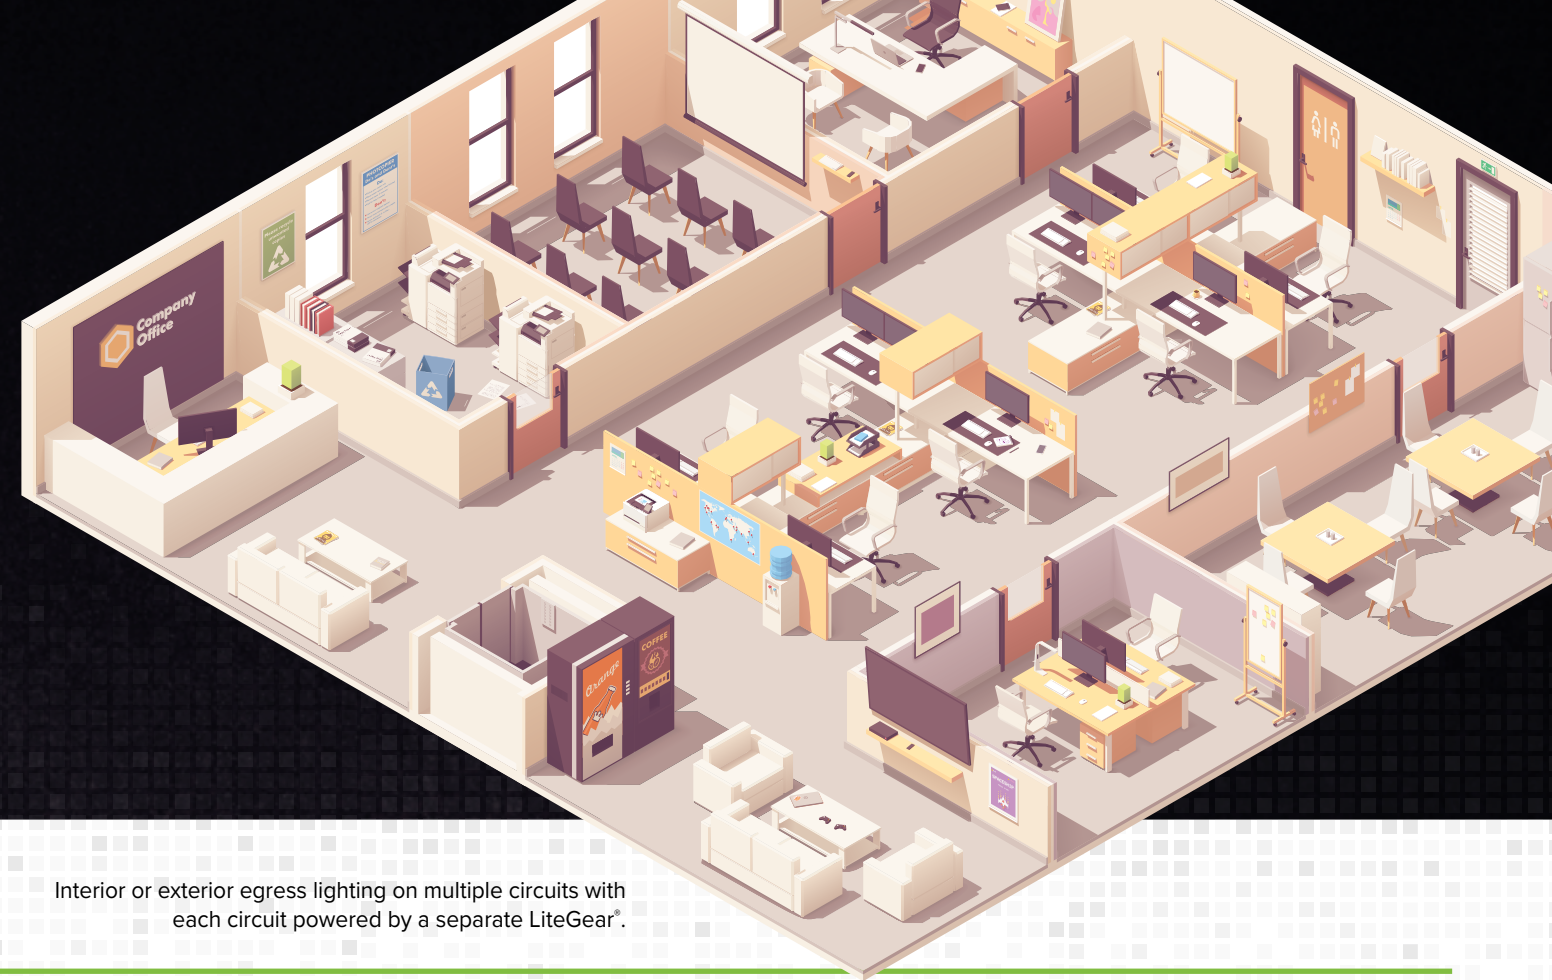 Company
Office
orange
COFFEE
Interior or exterior egress lighting on multiple circuits with
each circuit powered by a separate LiteGear®.